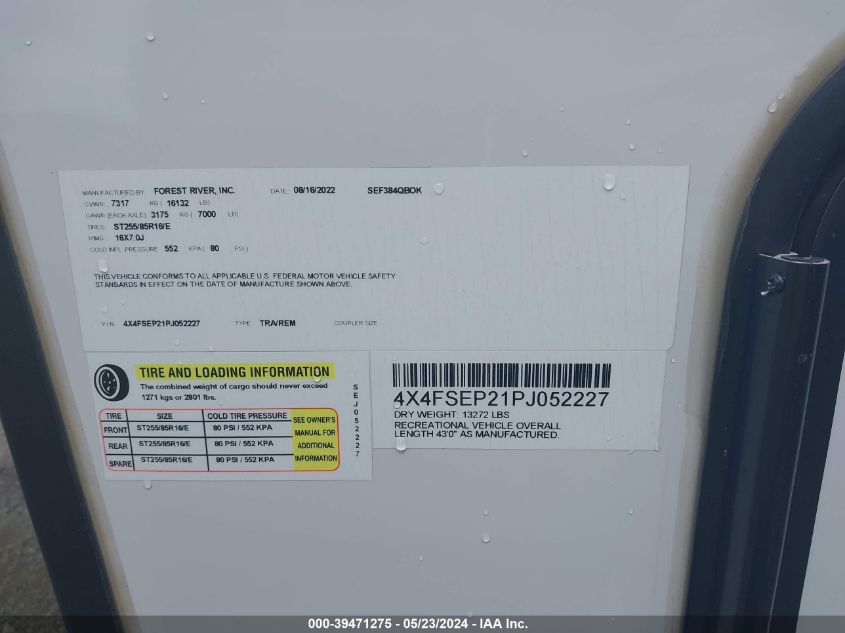 MANUFACTURED BY FOREST RIVER, INC. DATE: 08/16/2022 SEF384QBOK
GVWR: 7317 KG ( 16132 LB)
GAWR (EACH AXLE) 3175 KG ( 7000 LB)
TIRES ST255/85R16/E
RIMS 16X7.0J
COLD INFL. PRESSURE 552 KPA ( 80 PSI)
THIS VEHICLE CONFORMS TO ALL APPLICABLE U.S. FEDERAL MOTOR VEHICLE SAFETY
STANDARDS IN EFFECT ON THE DATE OF MANUFACTURE SHOWN ABOVE.
V.I.N. 4X4FSEP21PJ052227 TYPE TRA/REM COUPLER SIZE
TIRE AND LOADING INFORMATION
The combined weight of cargo should never exceed
1271 kgs or 2801 lbs.
TIRE SIZE COLD TIRE PRESSURE SEE OWNER'S MANUAL FOR ADDITIONAL INFORMATION
FRONT ST255/85R16/E 80 PSI / 552 KPA
REAR ST255/85R16/E 80 PSI / 552 KPA
SPARE ST255/85R16/E 80 PSI / 552 KPA
SEJ052227
4X4FSEP21PJ052227
DRY WEIGHT: 13272 LBS
RECREATIONAL VEHICLE OVERALL
LENGTH 43'0" AS MANUFACTURED.
000-39471275 - 05/23/2024 - IAA Inc.